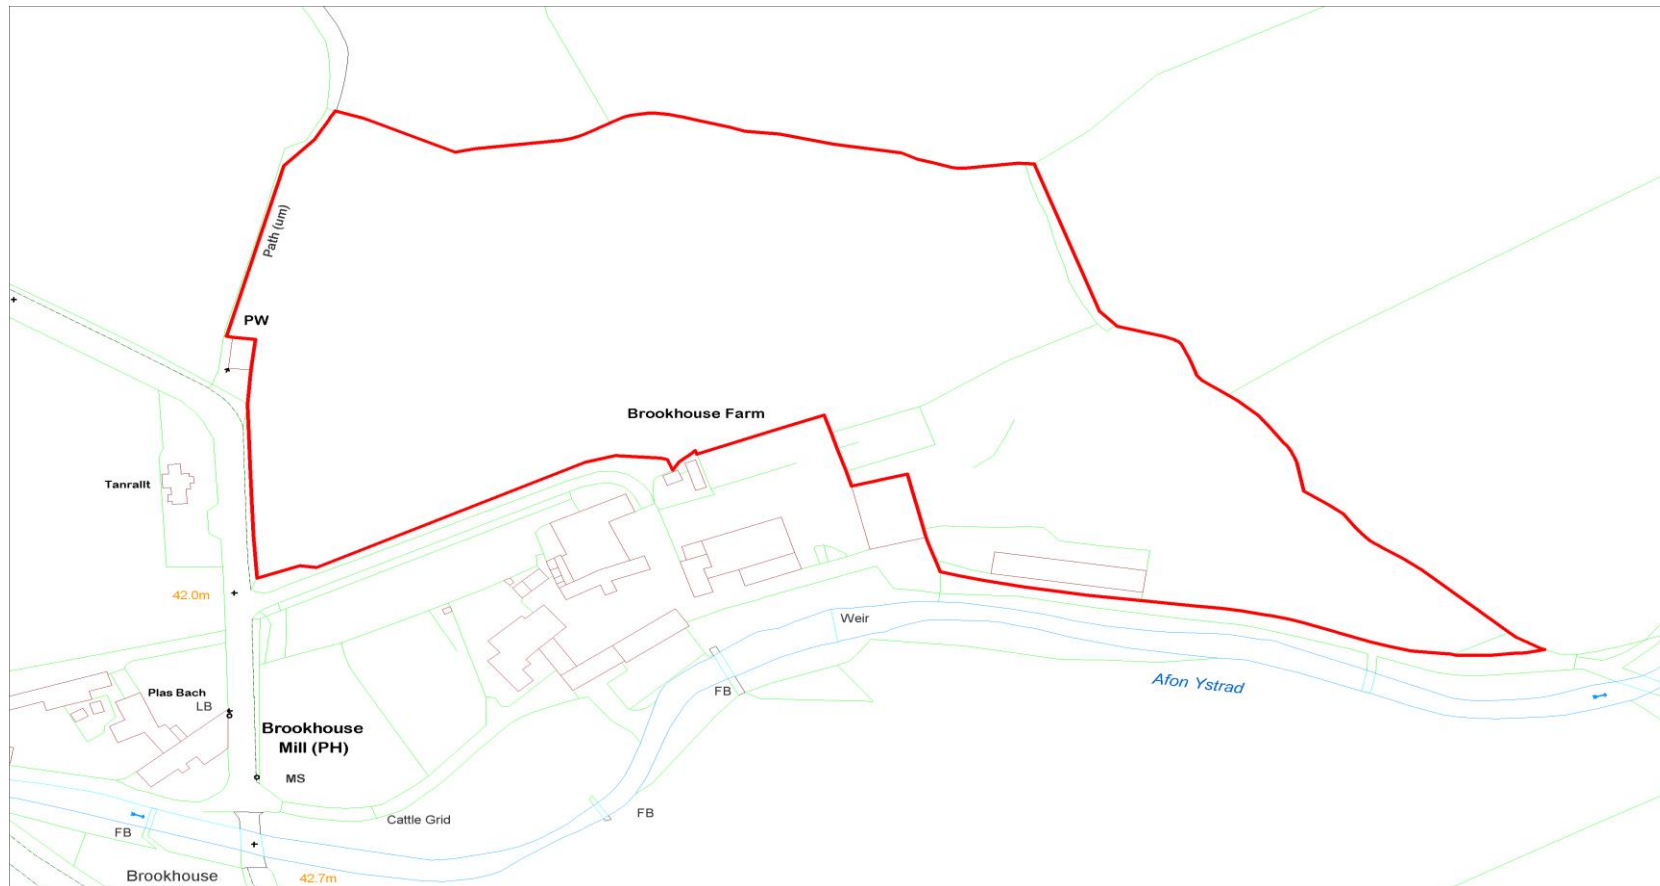 Path (um)
PW
Brookhouse Farm
Tanrallt
42.0m
Weir
Afon Ystrad
Plas Bach
LB
FB
Brookhouse
Mill (PH)
MS
Cattle Grid
FB
FB
Brookhouse
42.7m